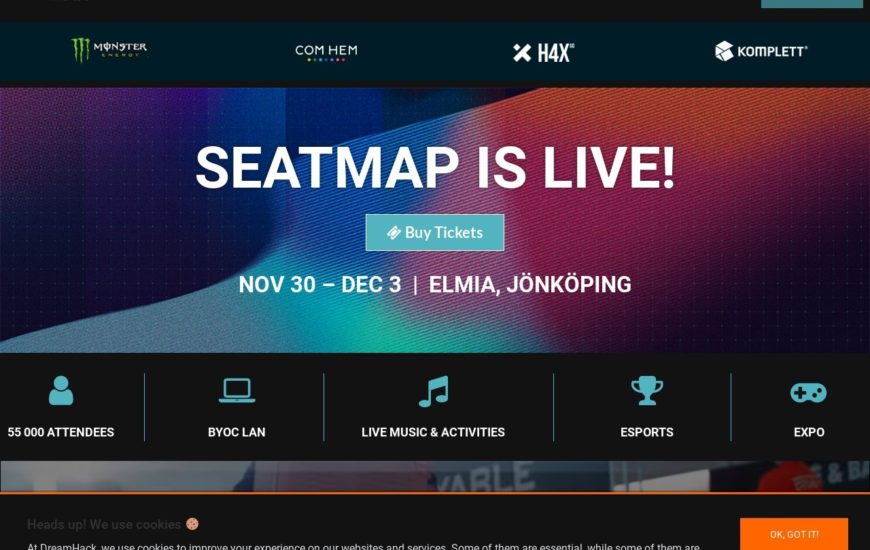 MONSTER
ENERGY
COM HEM
H4X
KOMPLETT
SEATMAP IS LIVE!
Buy Tickets
NOV 30 – DEC 3 | ELMIA, JÖNKÖPING
55 000 ATTENDEES
BYOC LAN
LIVE MUSIC & ACTIVITIES
ESPORTS
EXPO
Heads up! We use cookies
OK, GOT IT!
At DreamHack, we use cookies to improve your experience on our websites and services. Some of them are essential, while some of them are